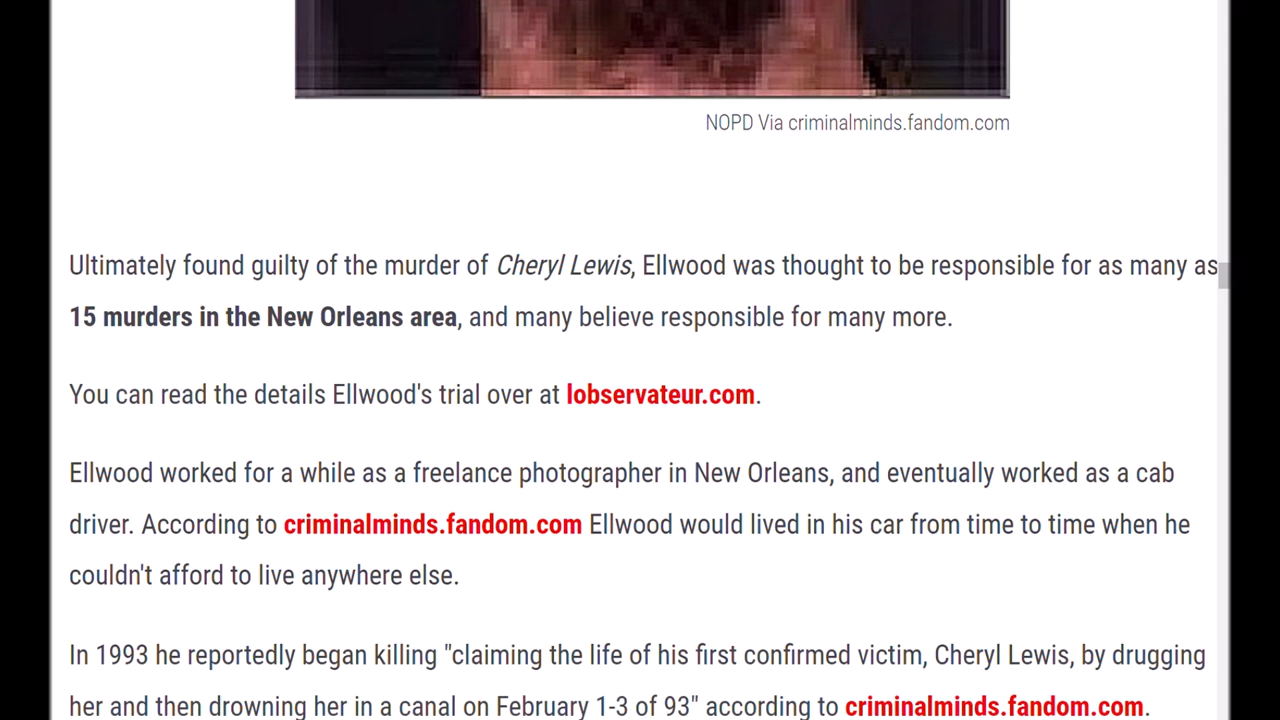 NOPD Via criminalminds.fandom.com
Ultimately found guilty of the murder of Cheryl Lewis, Ellwood was thought to be responsible for as many as
15 murders in the New Orleans area, and many believe responsible for many more.
You can read the details Ellwood's trial over at lobservateur.com.
Ellwood worked for a while as a freelance photographer in New Orleans, and eventually worked as a cab
driver. According to criminalminds.fandom.com Ellwood would lived in his car from time to time when he
couldn't afford to live anywhere else.
In 1993 he reportedly began killing "claiming the life of his first confirmed victim, Cheryl Lewis, by drugging
her and then drowning her in a canal on February 1-3 of 93" according to criminalminds.fandom.com.